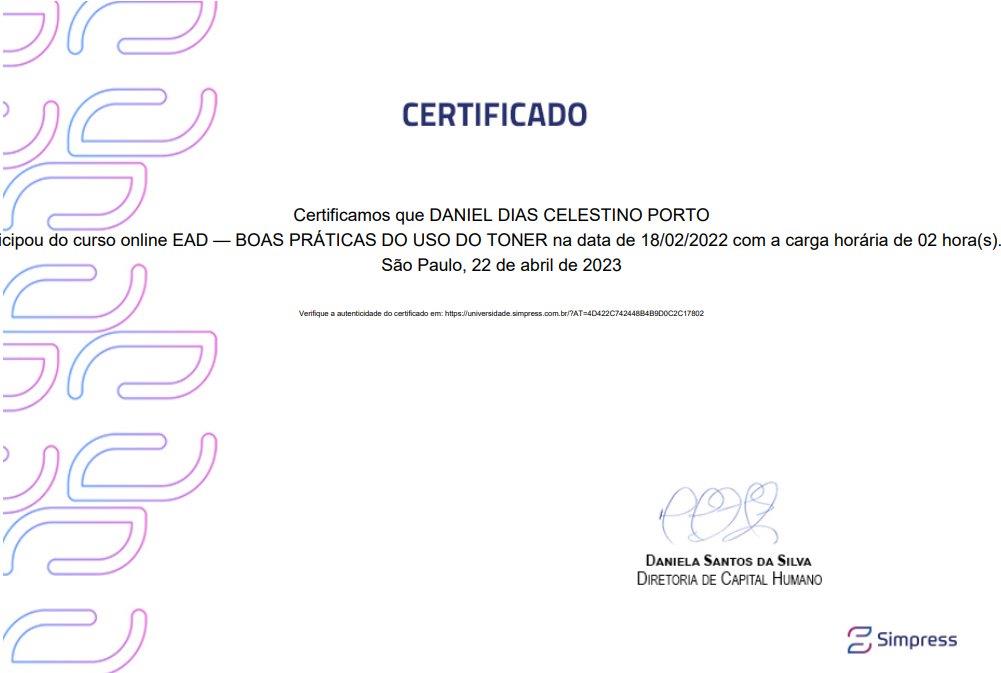 CERTIFICADO
Certificamos que DANIEL DIAS CELESTINO PORTO
icipou do curso online EAD — BOAS PRÁTICAS DO USO DO TONER na data de 18/02/2022 com a carga horária de 02 hora(s).
São Paulo, 22 de abril de 2023
Verifique a autenticidade do certificado em: https://universidade.simpress.com.br/?AT=4D422C742448B4B9D0C2C17802
DANIELA SANTOS DA SILVA
DIRETORIA DE CAPITAL HUMANO
Simpress